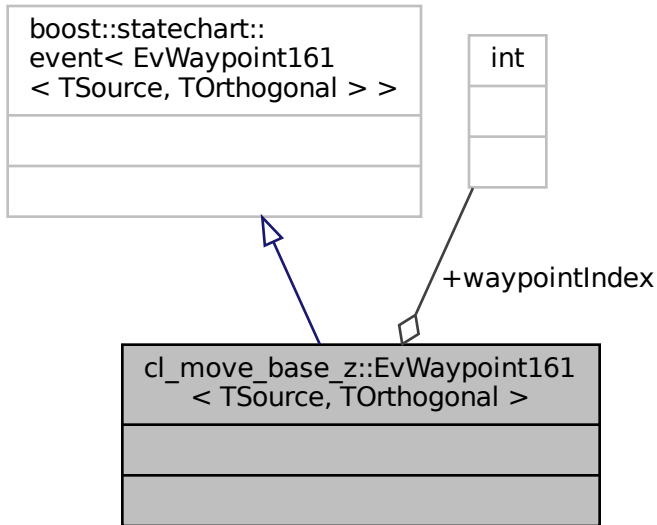 boost::statechart::
event< EvWaypoint161
< TSource, TOrthogonal > >
int
+waypointIndex
cl_move_base_z::EvWaypoint161
< TSource, TOrthogonal >